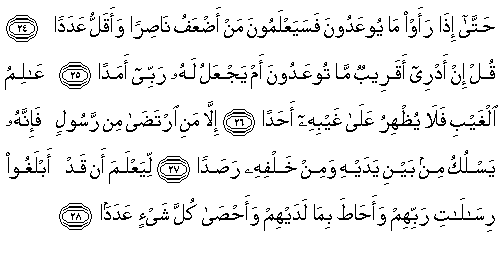 حَتَّىٰٓ إِذَا رَأَوْا۟ مَا يُوعَدُونَ فَسَيَعْلَمُونَ مَنْ أَضْعَفُ نَاصِرًا وَأَقَلُّ عَدَدًا ٢٤
قُلْ إِنْ أَدْرِىٓ أَقَرِيبٌ مَّا تُوعَدُونَ أَمْ يَجْعَلُ لَهُۥ رَبِّىٓ أَمَدًا ٢٥ عَـٰلِمُ
ٱلْغَيْبِ فَلَا يُظْهِرُ عَلَىٰ غَيْبِهِۦٓ أَحَدًا ٢٦ إِلَّا مَنِ ٱرْتَضَىٰ مِن رَّسُولٍ فَإِنَّهُۥ
يَسْلُكُ مِنۢ بَيْنِ يَدَيْهِ وَمِنْ خَلْفِهِۦ رَصَدًا ٢٧ لِّيَعْلَمَ أَن قَدْ أَبْلَغُوا۟
رِسَـٰلَـٰتِ رَبِّهِمْ وَأَحَاطَ بِمَا لَدَيْهِمْ وَأَحْصَىٰ كُلَّ شَىْءٍ عَدَدًۢا ٢٨